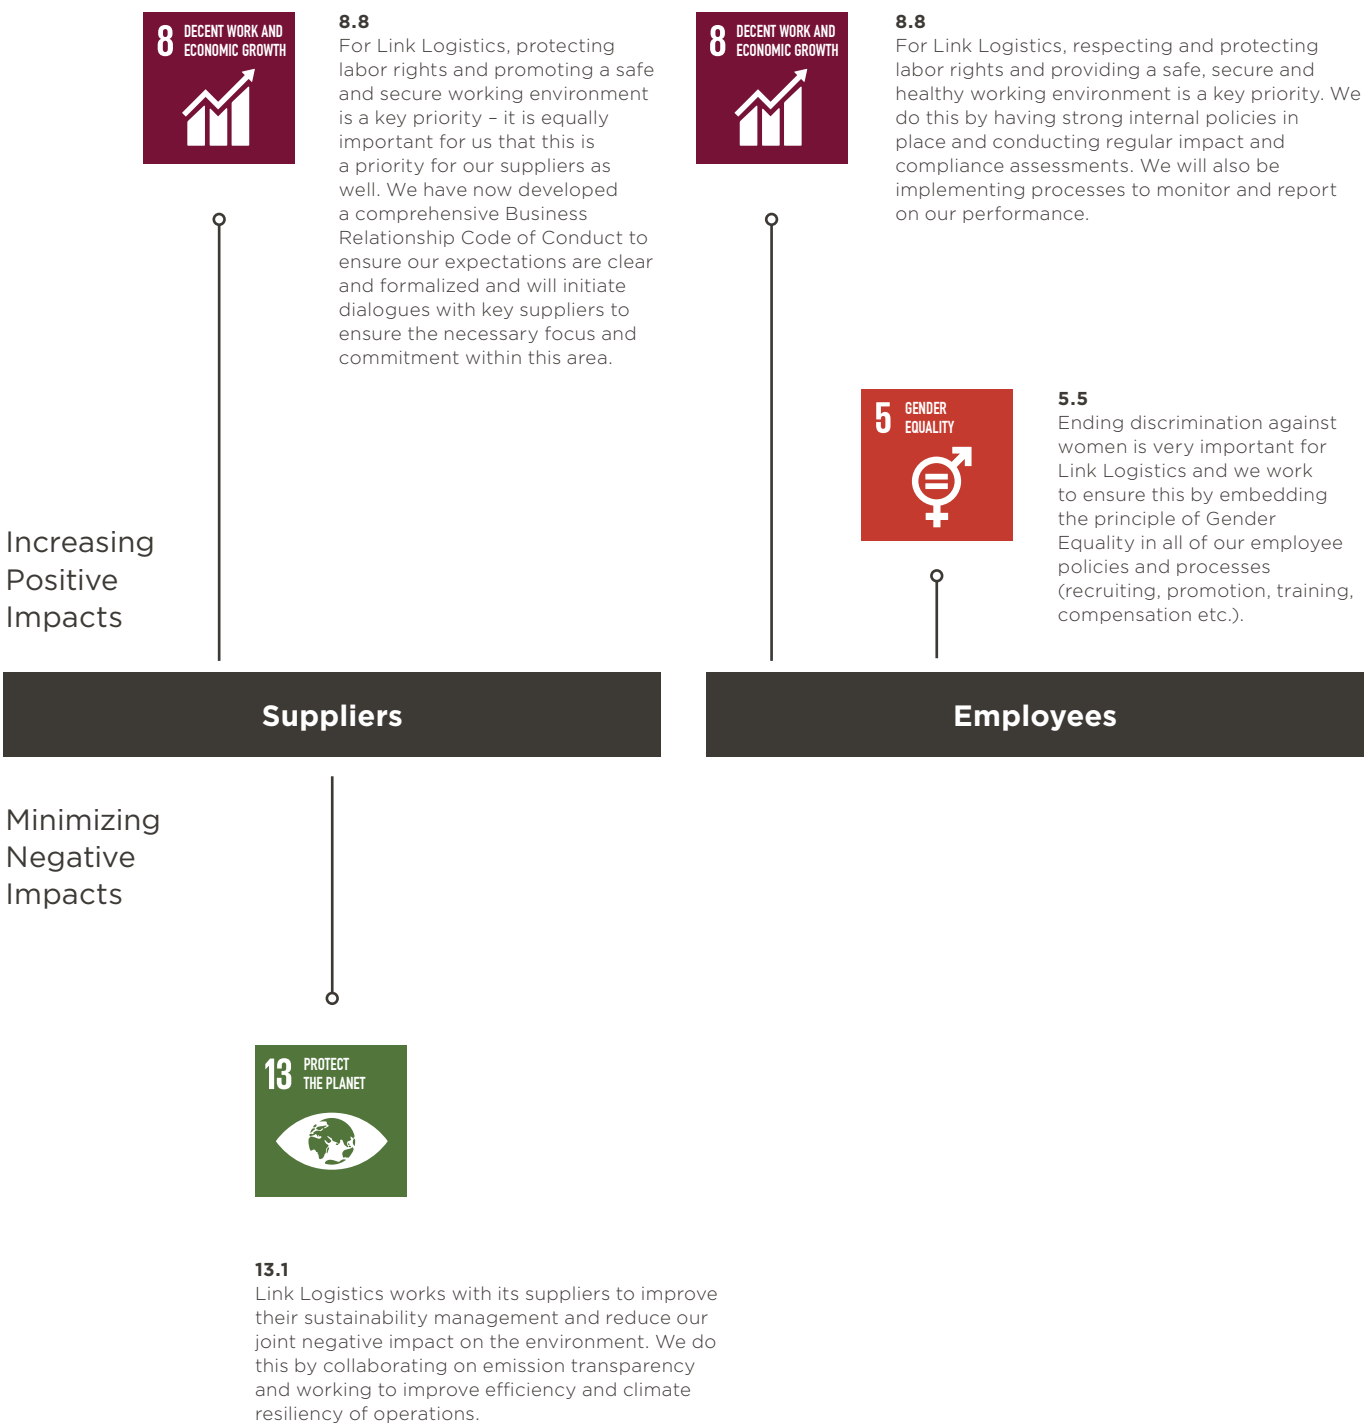 8 DECENT WORK AND
ECONOMIC GROWTH
8.8
For Link Logistics, protecting
labor rights and promoting a safe
and secure working environment
is a key priority – it is equally
important for us that this is
a priority for our suppliers as
well. We have now developed
a comprehensive Business
Relationship Code of Conduct to
ensure our expectations are clear
and formalized and will initiate
dialogues with key suppliers to
ensure the necessary focus and
commitment within this area.
8 DECENT WORK AND
ECONOMIC GROWTH
8.8
For Link Logistics, respecting and protecting
labor rights and providing a safe, secure and
healthy working environment is a key priority. We
do this by having strong internal policies in
place and conducting regular impact and
compliance assessments. We will also be
implementing processes to monitor and report
on our performance.
5 GENDER
EQUALITY
5.5
Ending discrimination against
women is very important for
Link Logistics and we work
to ensure this by embedding
the principle of Gender
Equality in all of our employee
policies and processes
(recruiting, promotion, training,
compensation etc.).
Increasing
Positive
Impacts
Suppliers
Employees
Minimizing
Negative
Impacts
13 PROTECT
THE PLANET
13.1
Link Logistics works with its suppliers to improve
their sustainability management and reduce our
joint negative impact on the environment. We do
this by collaborating on emission transparency
and working to improve efficiency and climate
resiliency of operations.